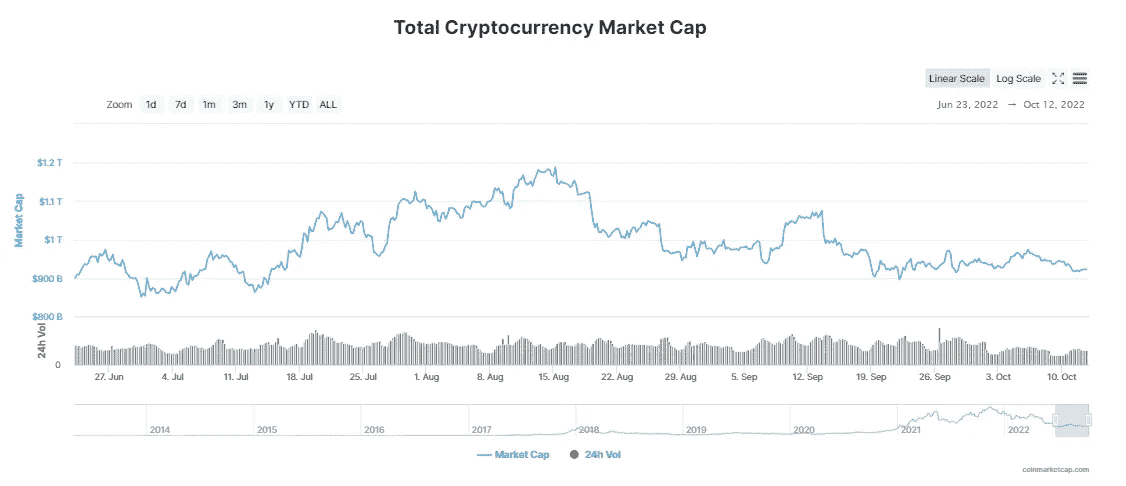 Total Cryptocurrency Market Cap
Linear Scale Log Scale
Zoom 1d 7d 1m 3m 1y YTD ALL
Jun 23, 2022 → Oct 12, 2022
Market Cap
$1.2 T
$1.1 T
$1 T
$900 B
$800 B
24h Vol
0
27. Jun 4. Jul 11. Jul 18. Jul 25. Jul 1. Aug 8. Aug 15. Aug 22. Aug 29. Aug 5. Sep 12. Sep 19. Sep 26. Sep 3. Oct 10. Oct
2014 2015 2016 2017 2018 2019 2020 2021 2022
Market Cap 24h Vol
coinmarketcap.com